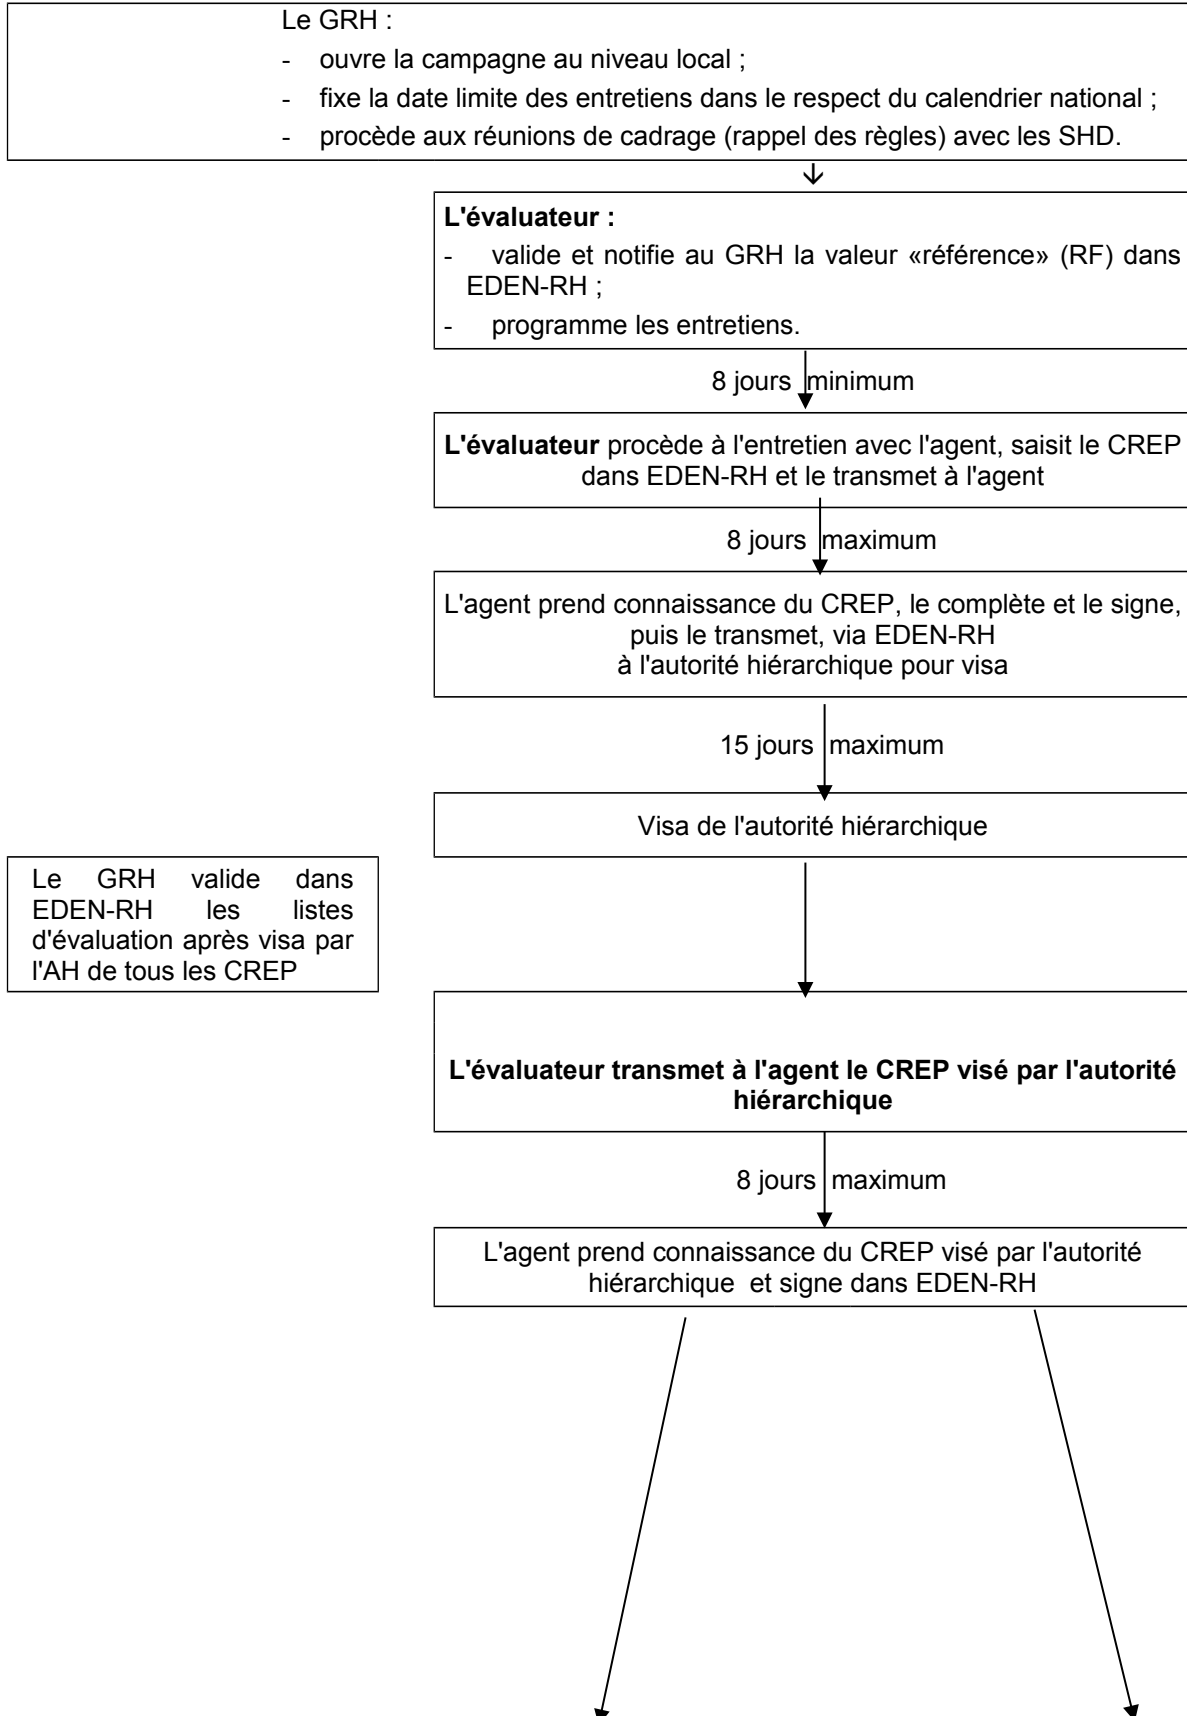 Le GRH :
- ouvre la campagne au niveau local ;
- fixe la date limite des entretiens dans le respect du calendrier national ;
- procède aux réunions de cadrage (rappel des règles) avec les SHD.
L'évaluateur :
- valide et notifie au GRH la valeur «référence» (RF) dans
EDEN-RH ;
- programme les entretiens.
8 jours minimum
L'évaluateur procède à l'entretien avec l'agent, saisit le CREP
dans EDEN-RH et le transmet à l'agent
8 jours maximum
L'agent prend connaissance du CREP, le complète et le signe,
puis le transmet, via EDEN-RH
à l'autorité hiérarchique pour visa
15 jours maximum
Visa de l'autorité hiérarchique
Le GRH valide dans
EDEN-RH les listes
d'évaluation après visa par
l'AH de tous les CREP
L'évaluateur transmet à l'agent le CREP visé par l'autorité
hiérarchique
8 jours maximum
L'agent prend connaissance du CREP visé par l'autorité
hiérarchique et signe dans EDEN-RH